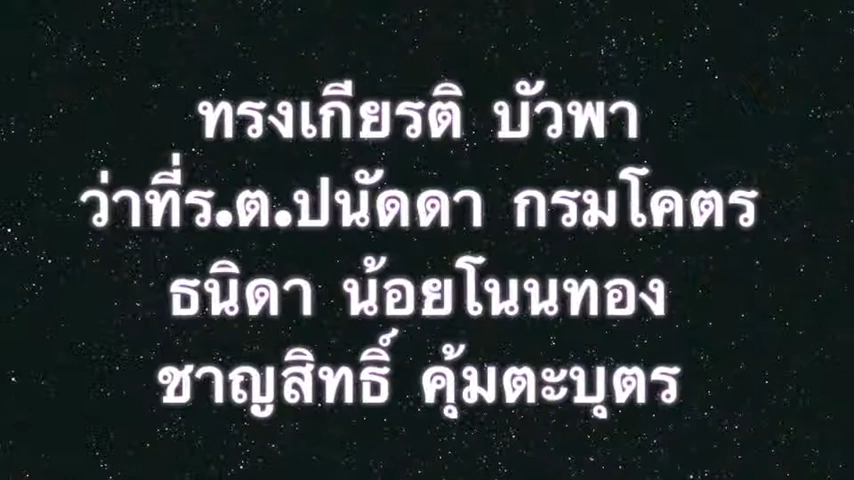 ทรงเกียรติ บัวพา
ว่าที่ร.ต.ปนัดดา กรมโคตร
ธนิดา น้อยโนนทอง
ชาญสิทธิ์ คุ้มตะบุตร